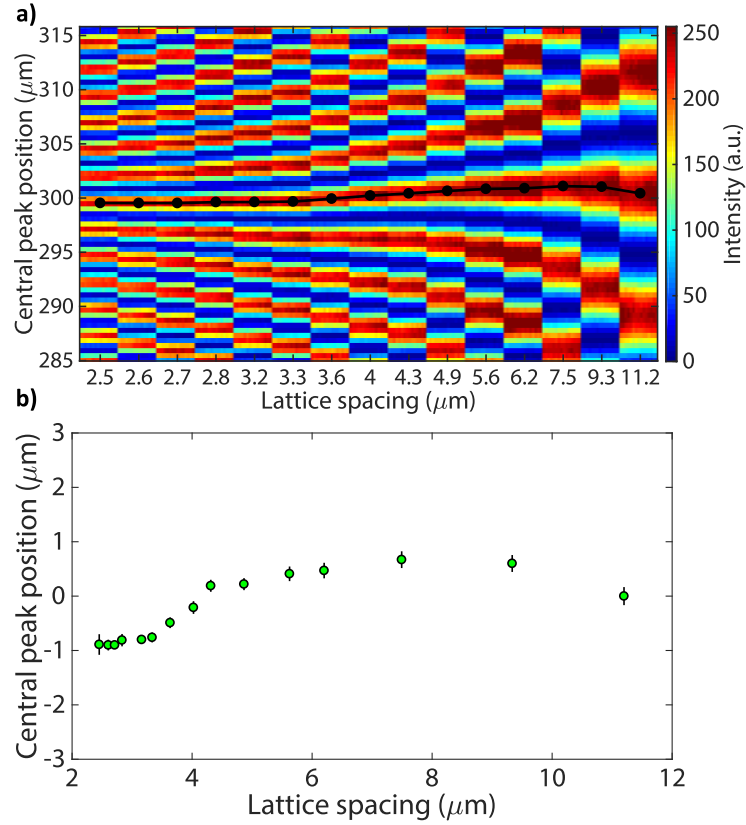 a)
Central peak position (μm)
315
310
305
300
295
290
285
2.5 2.6 2.7 2.8 3.2 3.3 3.6 4 4.3 4.9 5.6 6.2 7.5 9.3 11.2
Lattice spacing (μm)
250
200
150
100
50
0
Intensity (a.u.)
b)
Central peak position (μm)
3
2
1
0
-1
-2
-3
2 4 6 8 10 12
Lattice spacing (μm)